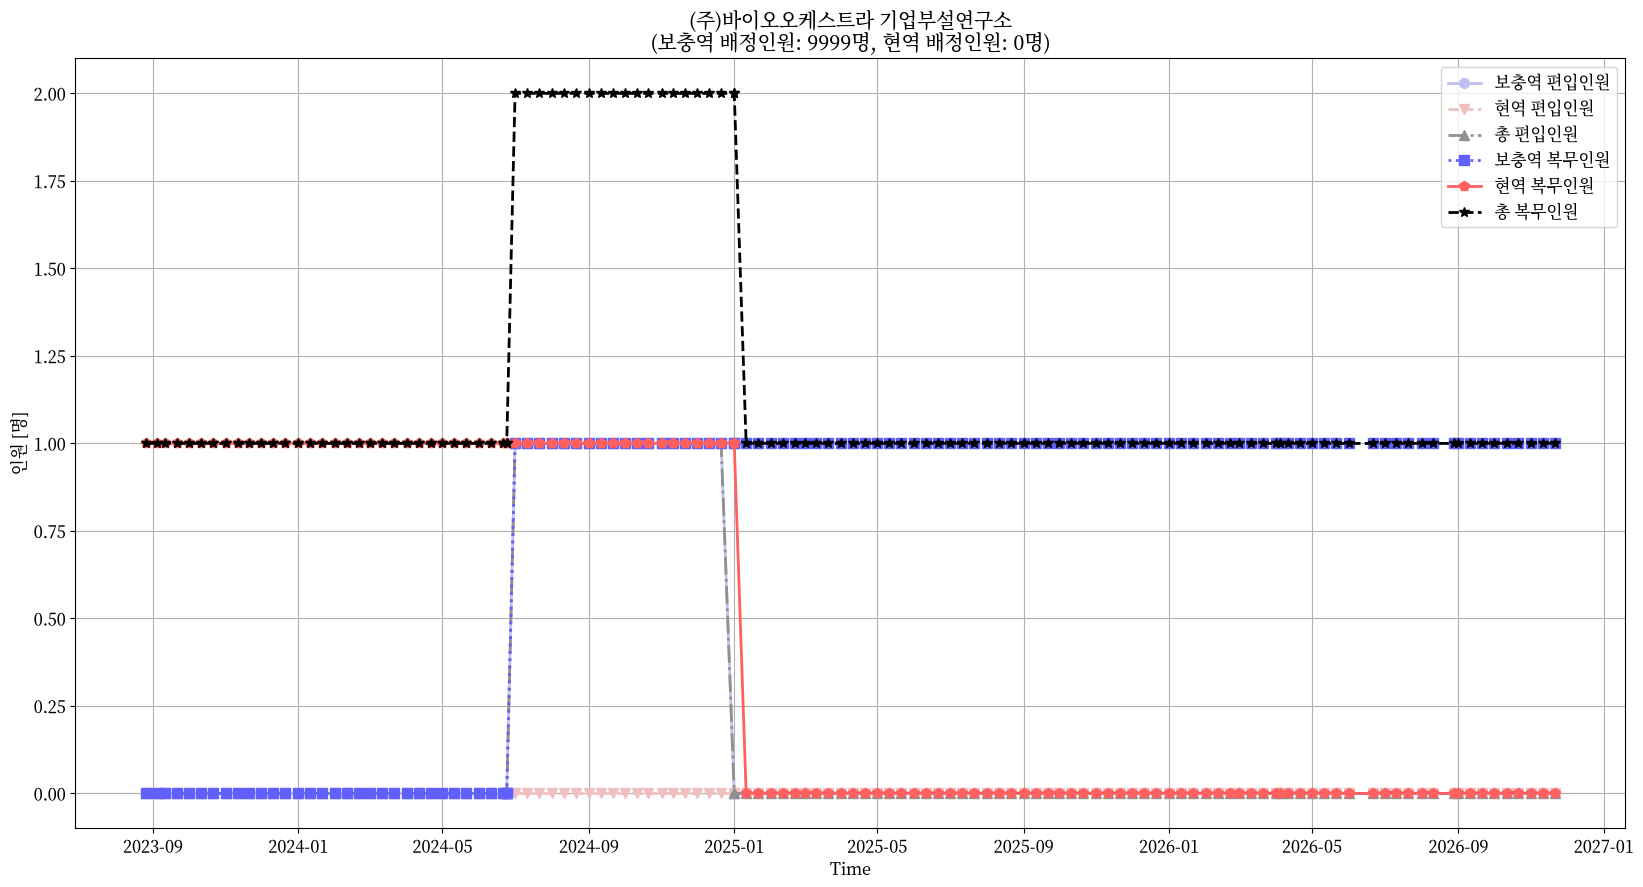 (주)바이오오케스트라 기업부설연구소
(보충역 배정인원: 9999명, 현역 배정인원: 0명)
보충역 편입인원
현역 편입인원
총 편입인원
보충역 복무인원
현역 복무인원
총 복무인원
2.00
1.75
1.50
1.25
1.00
0.75
0.50
0.25
0.00
인원 [명]
2023-09 2024-01 2024-05 2024-09 2025-01 2025-05 2025-09 2026-01 2026-05 2026-09 2027-01
Time